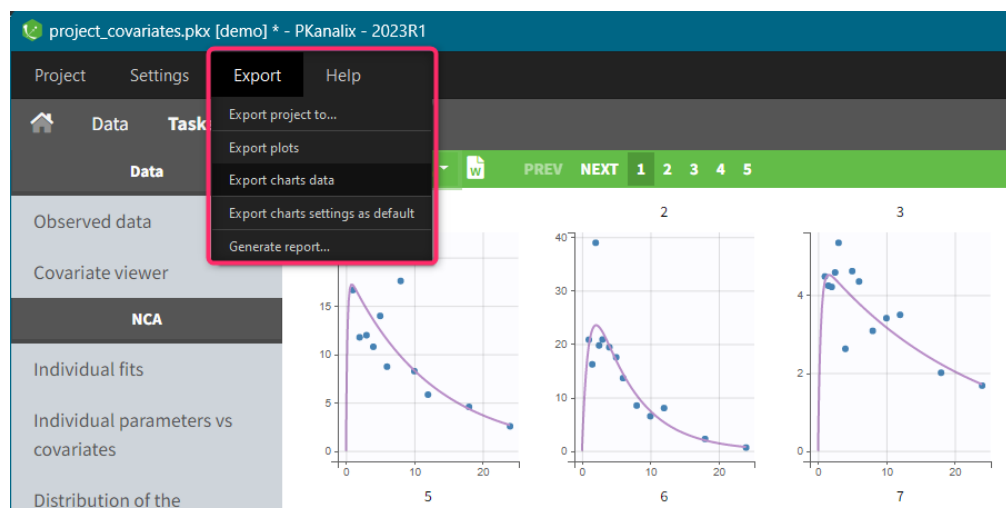 project_covariates.pkx [demo] * - PKanalix - 2023R1
Project Settings Export Help
Export project to...
Export plots
Export charts data
Export charts settings as default
Generate report...
Data
Data
PREV NEXT 1 2 3 4 5
Observed data
Covariate viewer
NCA
Individual fits
Individual parameters vs
covariates
Distribution of the
2
3
15
10
5
0
0 10 20
40
30
20
10
0
0 10 20
4
2
0
0 10 20
5
6
7